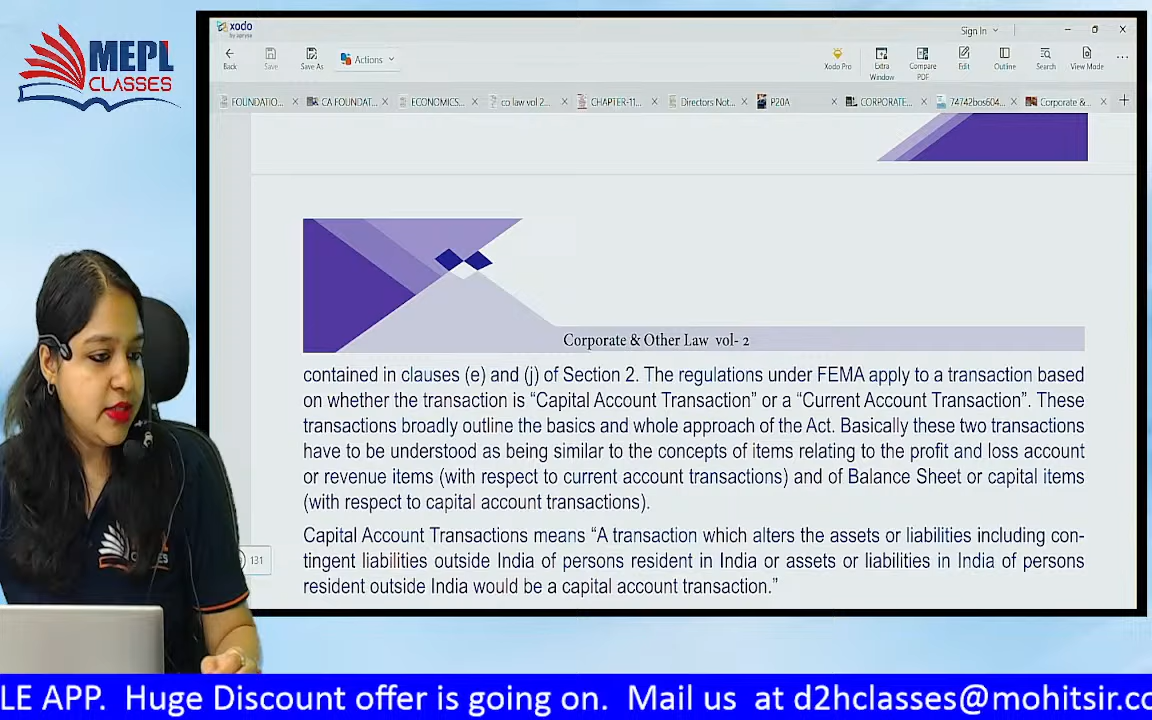 MEPL
CLASSES
xodo
by apryse
Sign In
Back
Save
Save As
Actions
Xodo Pro
Extra
Window
Compare
PDF
Edit
Outline
Search
View Mode
FOUNDATIO...
CA FOUNDAT...
ECONOMICS...
co law vol 2...
CHAPTER-11...
Directors Not...
P20A
CORPORATE...
74742bos604...
Corporate &...
Corporate & Other Law vol- 2
contained in clauses (e) and (j) of Section 2. The regulations under FEMA apply to a transaction based
on whether the transaction is “Capital Account Transaction” or a “Current Account Transaction”. These
transactions broadly outline the basics and whole approach of the Act. Basically these two transactions
have to be understood as being similar to the concepts of items relating to the profit and loss account
or revenue items (with respect to current account transactions) and of Balance Sheet or capital items
(with respect to capital account transactions).
Capital Account Transactions means “A transaction which alters the assets or liabilities including con-
tingent liabilities outside India of persons resident in India or assets or liabilities in India of persons
resident outside India would be a capital account transaction.”
131
LE APP. Huge Discount offer is going on. Mail us at d2hclasses@mohitsir.co